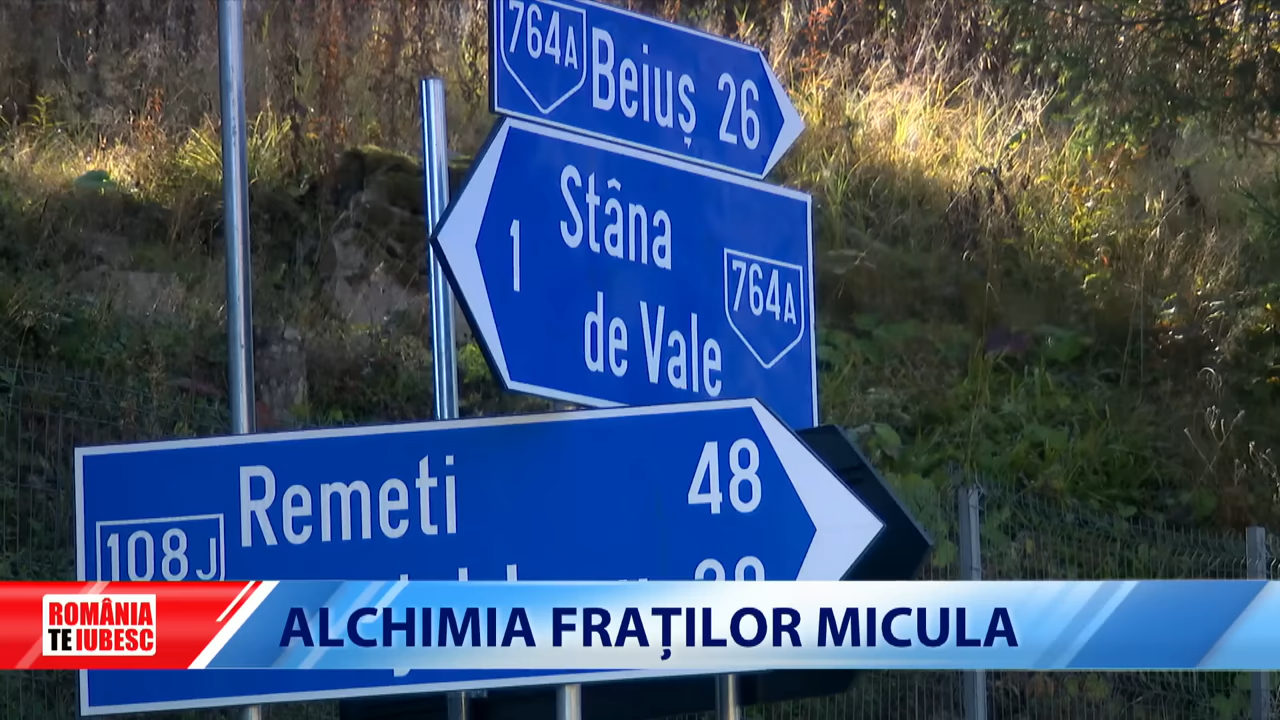 764A Beiuș 26
1 Stâna
de Vale
764A
Remeti 48
108J
ROMÂNIA
TE IUBESC
ALCHIMIA FRAȚILOR MICULA